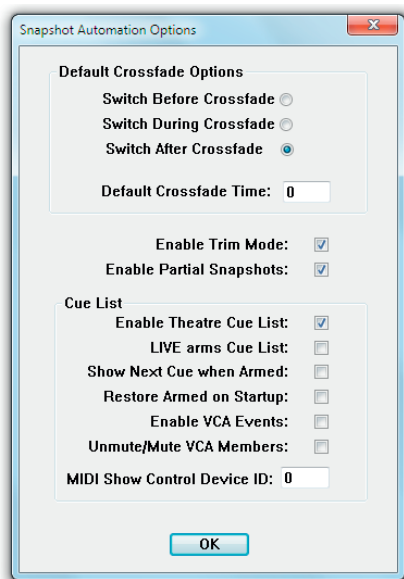 Snapshot Automation Options
Default Crossfade Options
Switch Before Crossfade
Switch During Crossfade
Switch After Crossfade
Default Crossfade Time: 0
Enable Trim Mode:
Enable Partial Snapshots:
Cue List
Enable Theatre Cue List:
LIVE arms Cue List:
Show Next Cue when Armed:
Restore Armed on Startup:
Enable VCA Events:
Unmute/Mute VCA Members:
MIDI Show Control Device ID: 0
OK